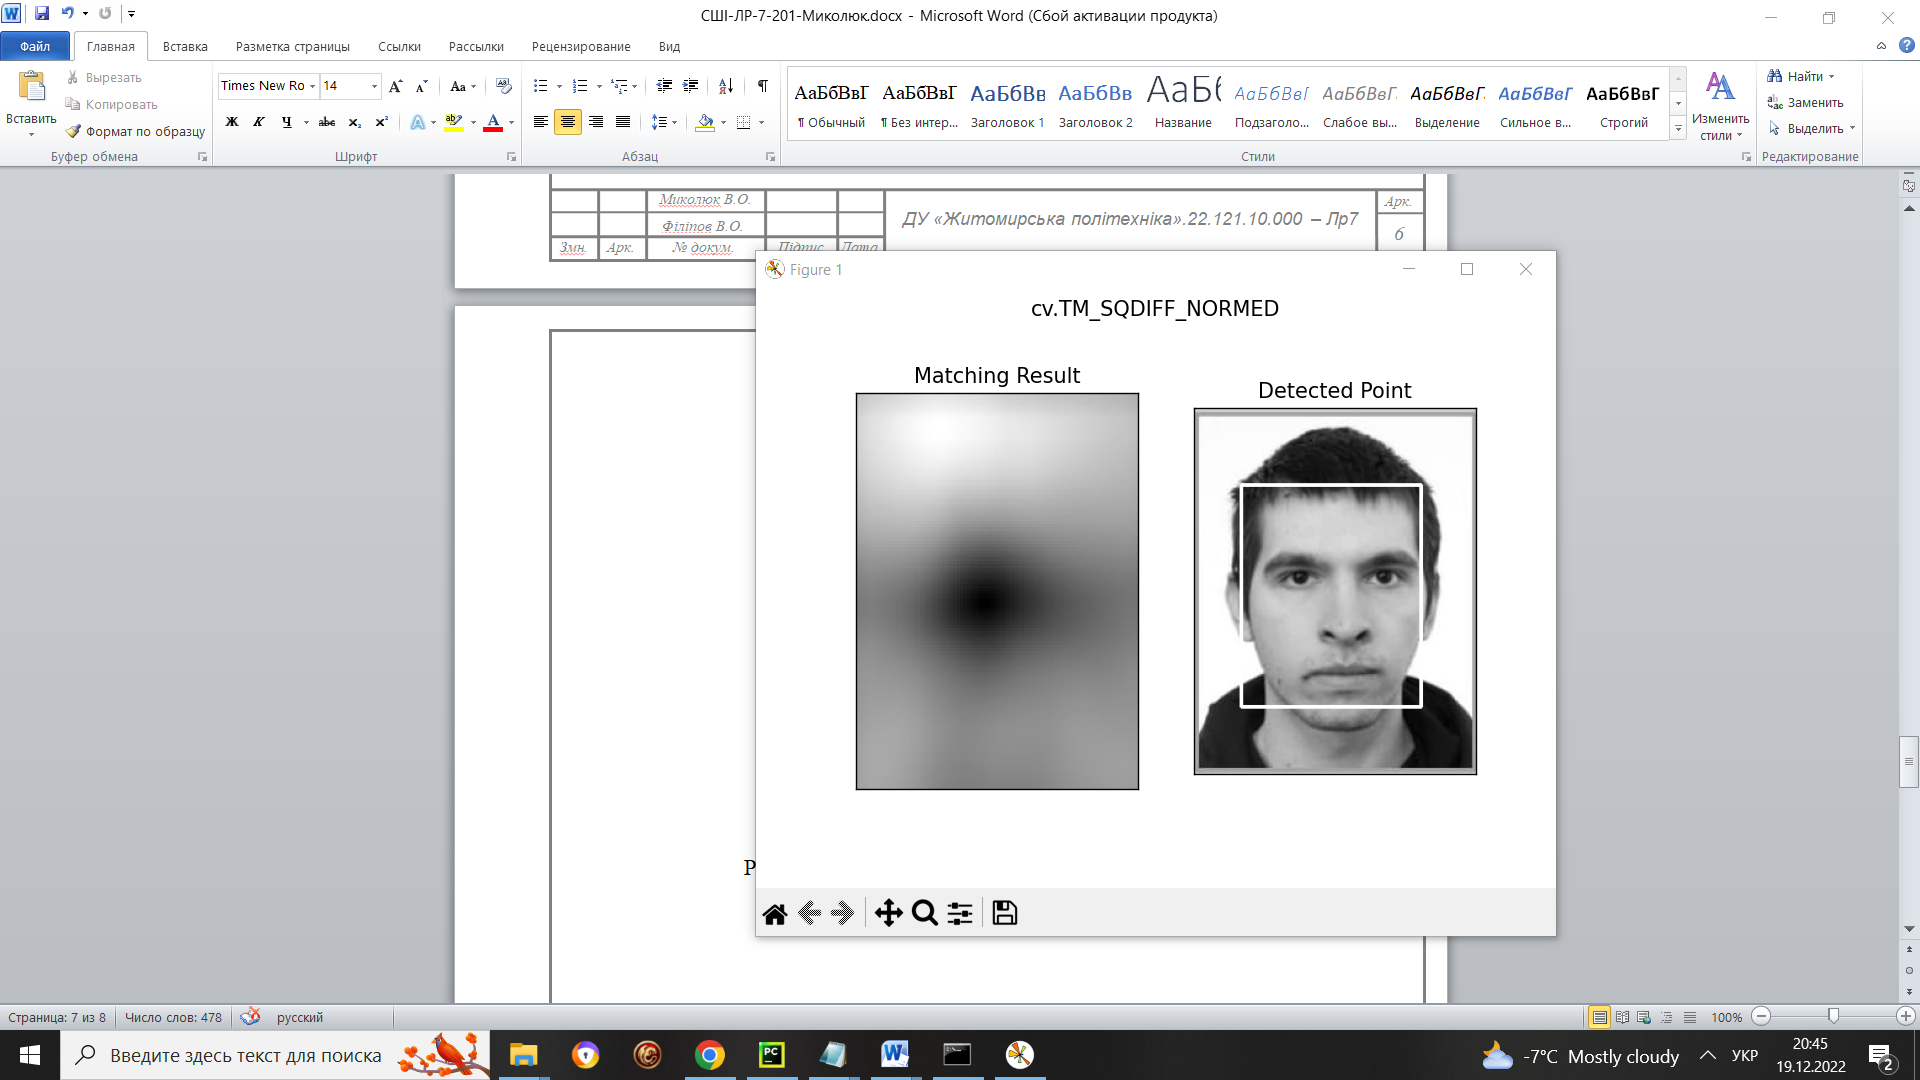 СШІ-ЛР-7-201-Миколюк.docx - Microsoft Word (Сбой активации продукта)
Файл Главная Вставка Разметка страницы Ссылки Рассылки Рецензирование Вид
Вставить
Вырезать
Копировать
Формат по образцу
Буфер обмена
Times New Ro 14
Шрифт
Абзац
АаБбВвГ АаБбВвГ АаБбВв АаБбВв АаБб АаБбВвГ АаБбВвГ АаБбВвГ АаБбВвГ АаБбВвГ
¶ Обычный ¶ Без интер... Заголовок 1 Заголовок 2 Название Подзаголо... Слабое вы... Выделение Сильное в... Строгий
Стили
Изменить
стили
Найти
Заменить
Выделить
Редактирование
Миколюк В.О.
Філіпов В.О.
Змн. Арк. № докум. Підпис Дата
ДУ «Житомирська політехніка».22.121.10.000 – Лр7
Арк.
6
Figure 1
cv.TM_SQDIFF_NORMED
Matching Result
Detected Point
Р
Страница: 7 из 8 Число слов: 478 русский
100%
Введите здесь текст для поиска
-7°C Mostly cloudy
УКР
20:45
19.12.2022
2